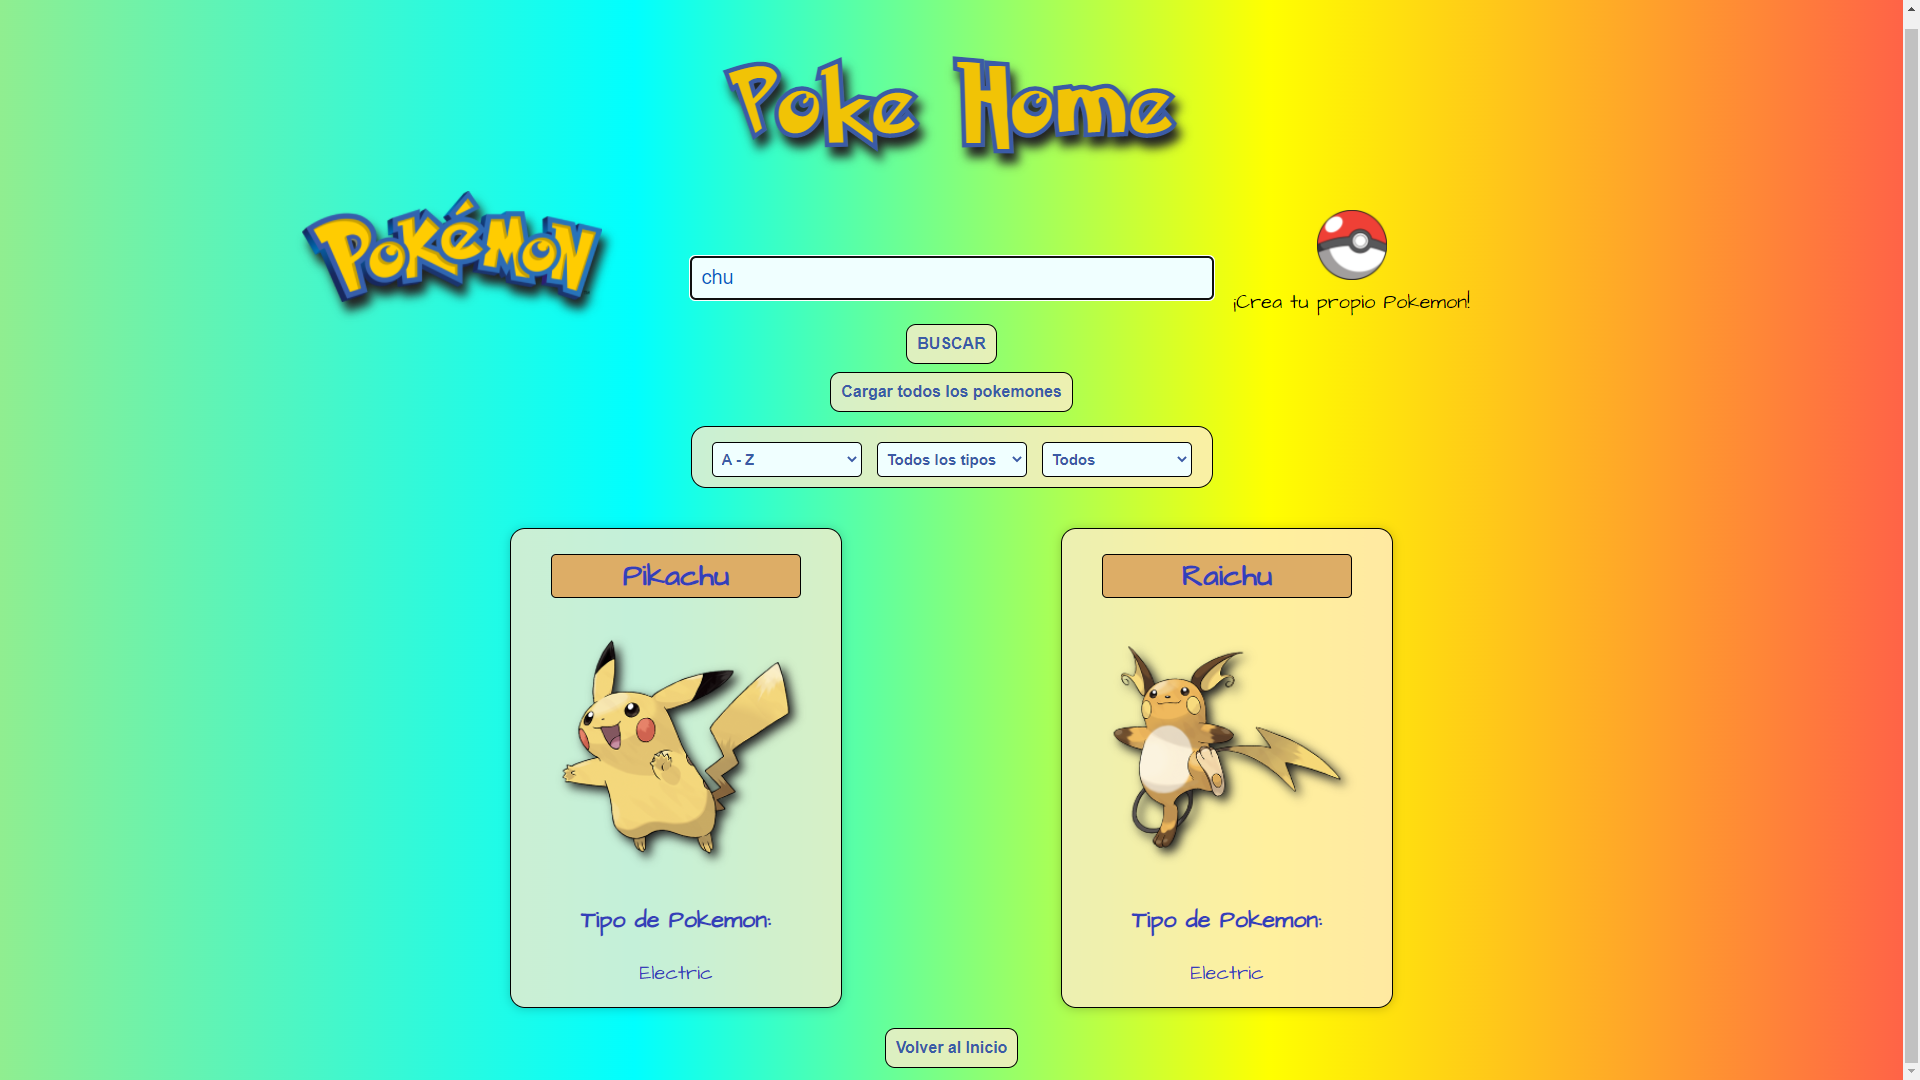 Poke Home
POKéMON
chu
¡Crea tu propio Pokemon!
BUSCAR
Cargar todos los pokemones
A - Z
Todos los tipos
Todos
Pikachu
Raichu
Tipo de Pokemon:
Electric
Tipo de Pokemon:
Electric
Volver al Inicio